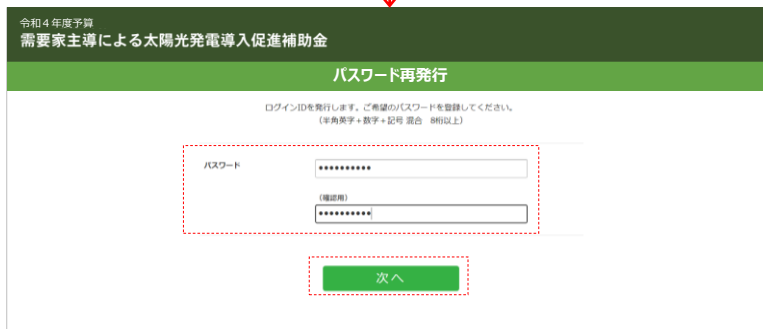 令和４年度予算
需要家主導による太陽光発電導入促進補助金
パスワード再発行
ログインIDを発行します。ご希望のパスワードを登録してください。
（半角英字＋数字＋記号 混合　8桁以上）
パスワード
••••••••••
（確認用）
••••••••••
次へ